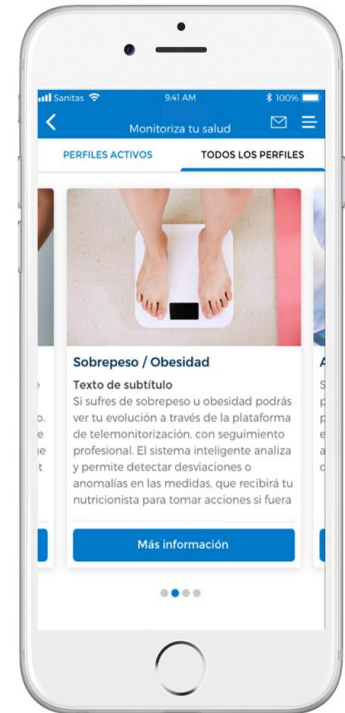 Sanitas
9:41 AM
100%
Monitoriza tu salud
PERFILES ACTIVOS
TODOS LOS PERFILES
Sobrepeso / Obesidad
Texto de subtítulo
Si sufres de sobrepeso u obesidad podrás
ver tu evolución a través de la plataforma
de telemonitorización, con seguimiento
profesional. El sistema inteligente analiza
y permite detectar desviaciones o
anomalías en las medidas, que recibirá tu
nutricionista para tomar acciones si fuera
Más información